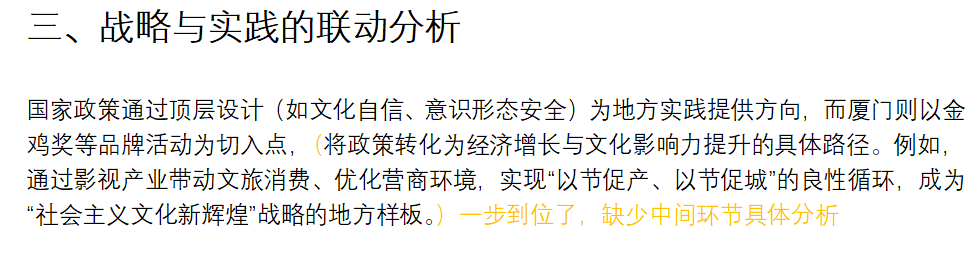 三、战略与实践的联动分析
国家政策通过顶层设计（如文化自信、意识形态安全）为地方实践提供方向，而厦门则以金
鸡奖等品牌活动为切入点，（将政策转化为经济增长与文化影响力提升的具体路径。例如，
通过影视产业带动文旅消费、优化营商环境，实现“以节促产、以节促城”的良性循环，成为
“社会主义文化新辉煌”战略的地方样板。）一步到位了，缺少中间环节具体分析